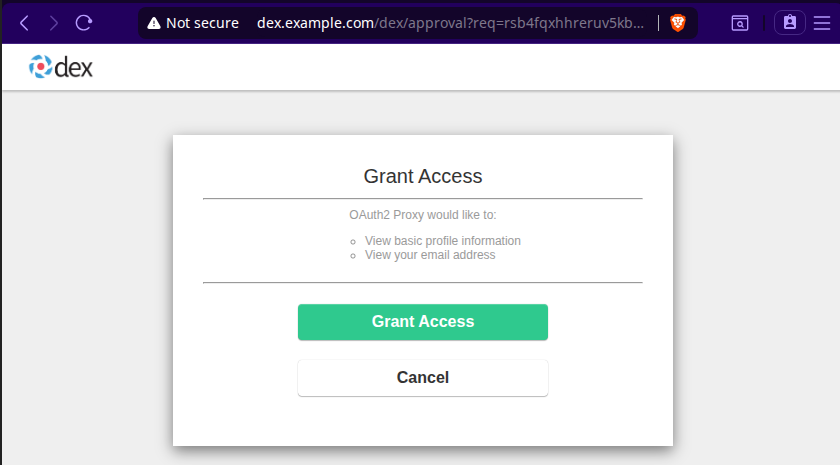 Not secure dex.example.com/dex/approval?req=rsb4fqxhhreruv5kb...
dex
Grant Access
OAuth2 Proxy would like to:
View basic profile information
View your email address
Grant Access
Cancel